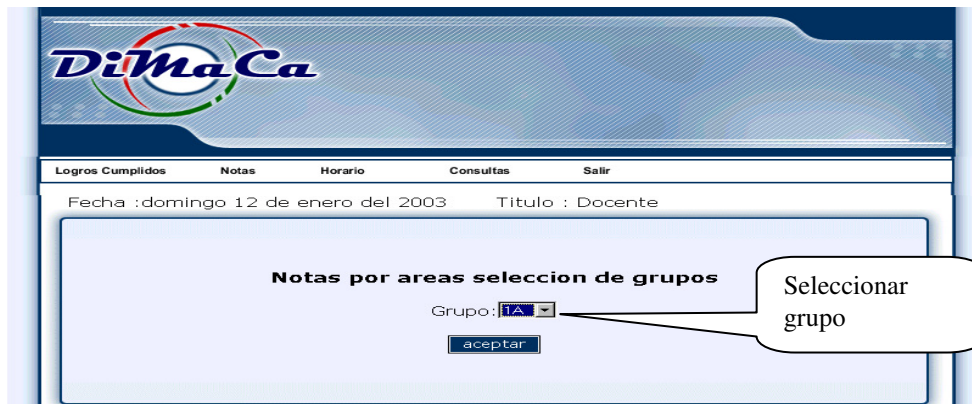 DiMaCa
Logros Cumplidos Notas Horario Consultas Salir
Fecha :domingo 12 de enero del 2003 Titulo : Docente
Notas por areas seleccion de grupos
Grupo: 1A
aceptar
Seleccionar
grupo